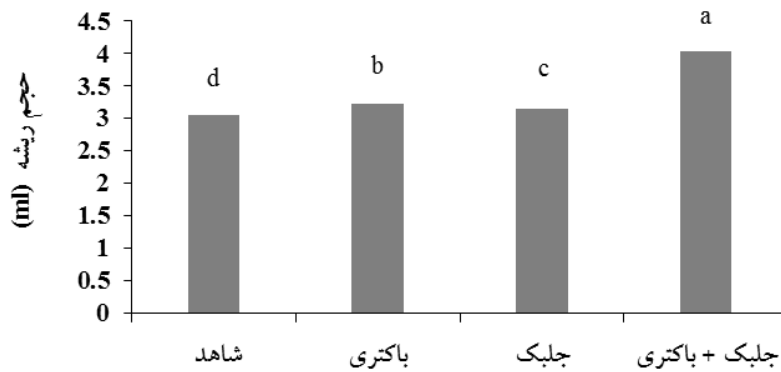 حجم ریشه (ml)
4.5
4
3.5
3
2.5
2
1.5
1
0.5
0
d
b
c
a
شاهد
باکتری
جلبک
جلبک + باکتری